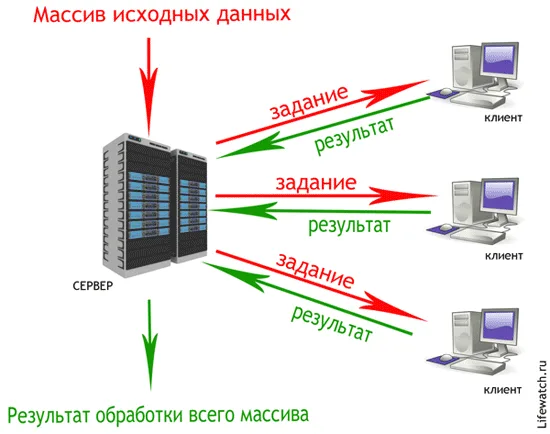 Массив исходных данных
задание
результат
клиент
задание
результат
клиент
задание
результат
клиент
СЕРВЕР
Результат обработки всего массива
Lifewatch.ru